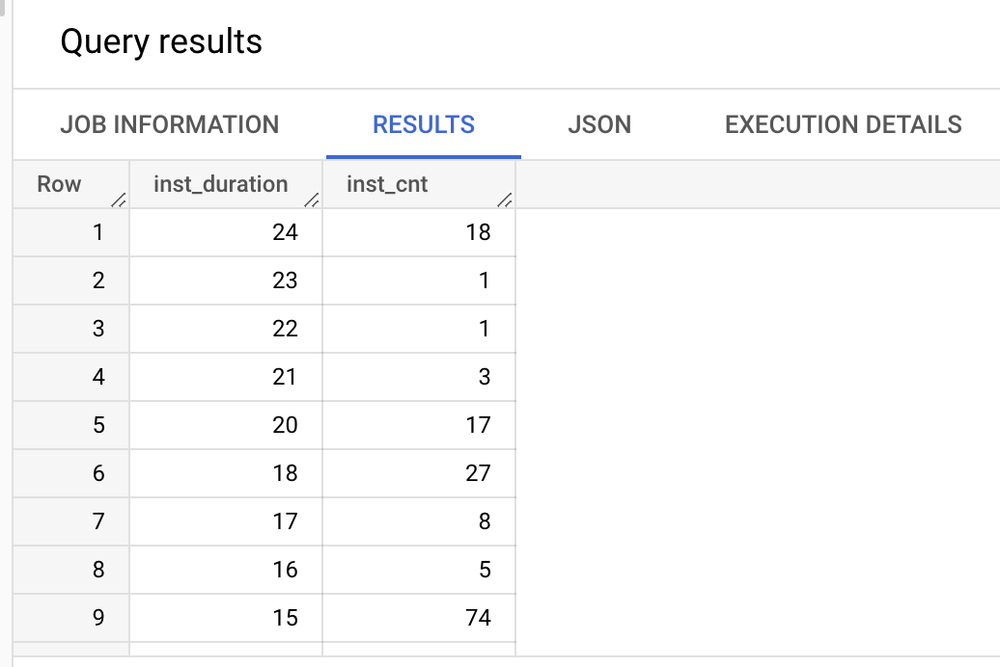 Query results
JOB INFORMATION RESULTS JSON EXECUTION DETAILS
Row inst_duration inst_cnt
1 24 18
2 23 1
3 22 1
4 21 3
5 20 17
6 18 27
7 17 8
8 16 5
9 15 74